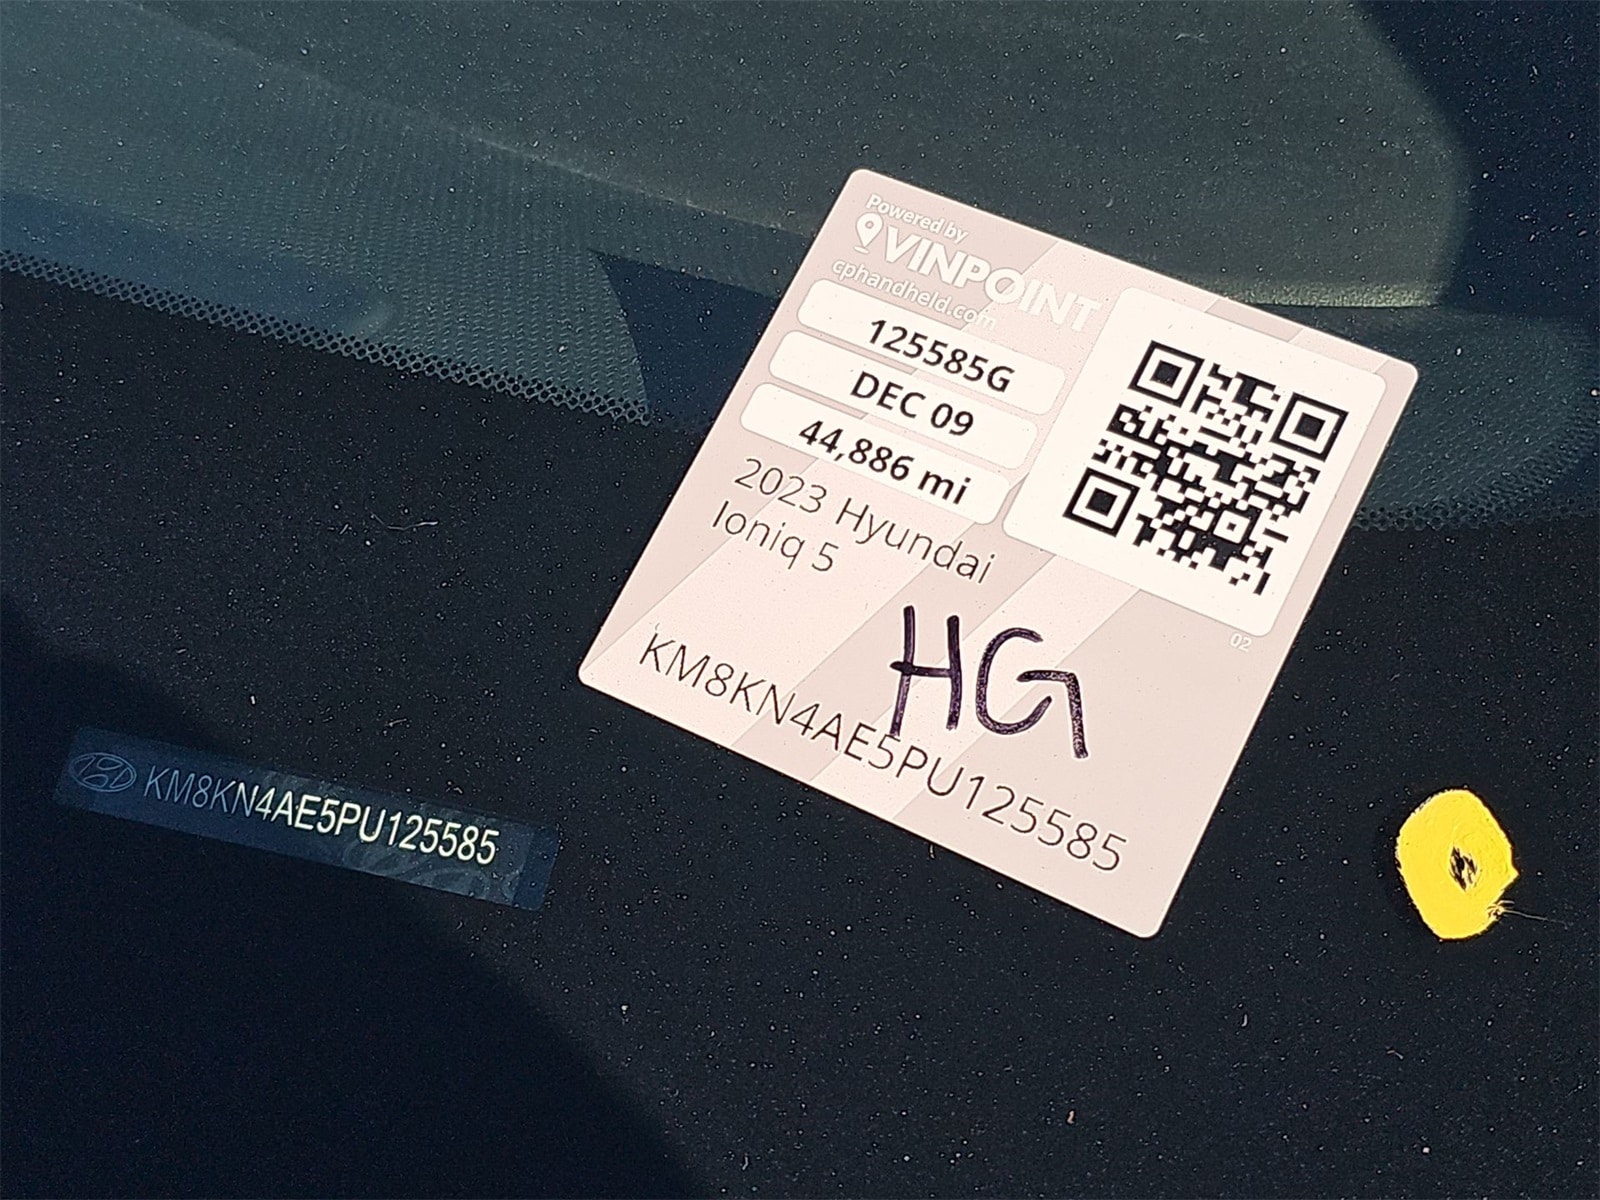 Powered by
VINPOINT
cphandheld.com
125585G
DEC 09
44,886 mi
2023 Hyundai
Ioniq 5
02
HG
KM8KN4AE5PU125585
KM8KN4AE5PU125585